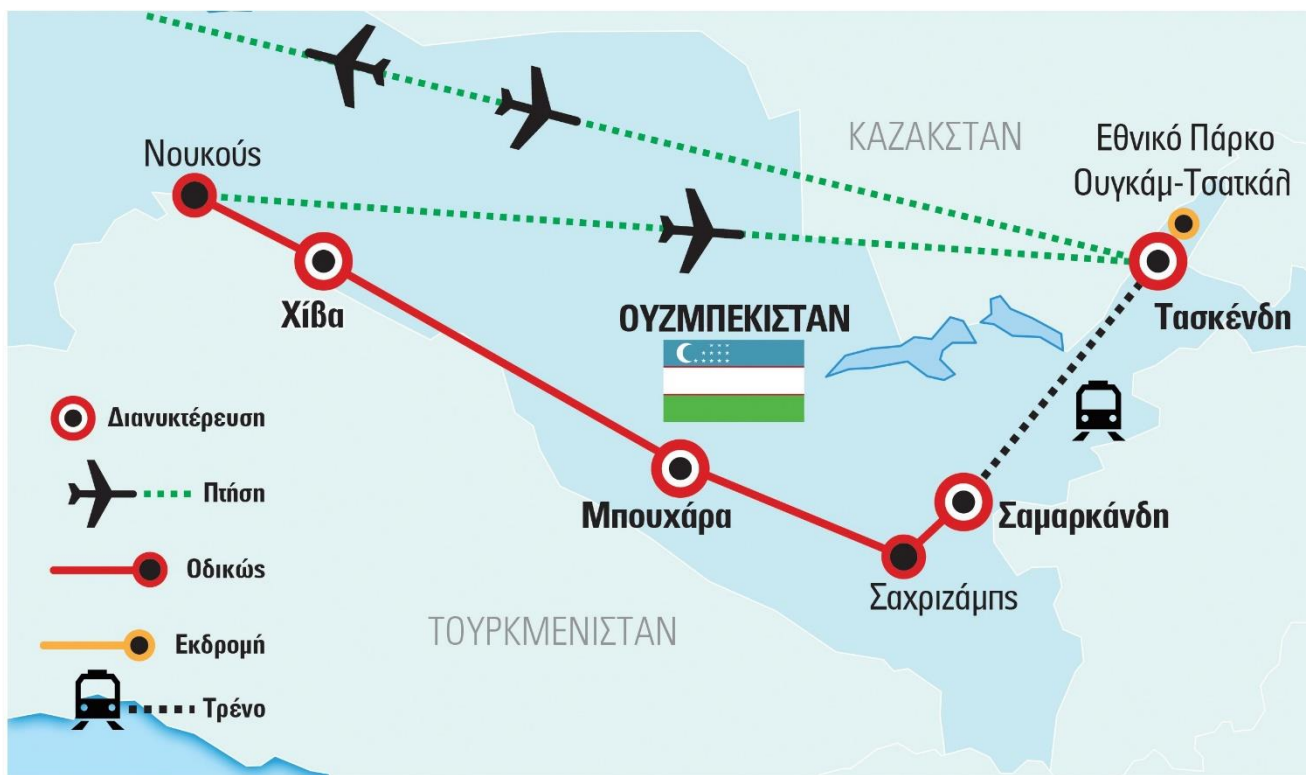 ΚΑΖΑΚΣΤΑΝ
Εθνικό Πάρκο
Ουγκάμ-Τσατκάλ
Νουκούς
Χίβα
ΟΥΖΜΠΕΚΙΣΤΑΝ
Τασκένδη
Διανυκτέρευση
Πτήση
Μπουχάρα
Σαμαρκάνδη
Οδικώς
Σαχριζάμπς
ΤΟΥΡΚΜΕΝΙΣΤΑΝ
Εκδρομή
Τρένο